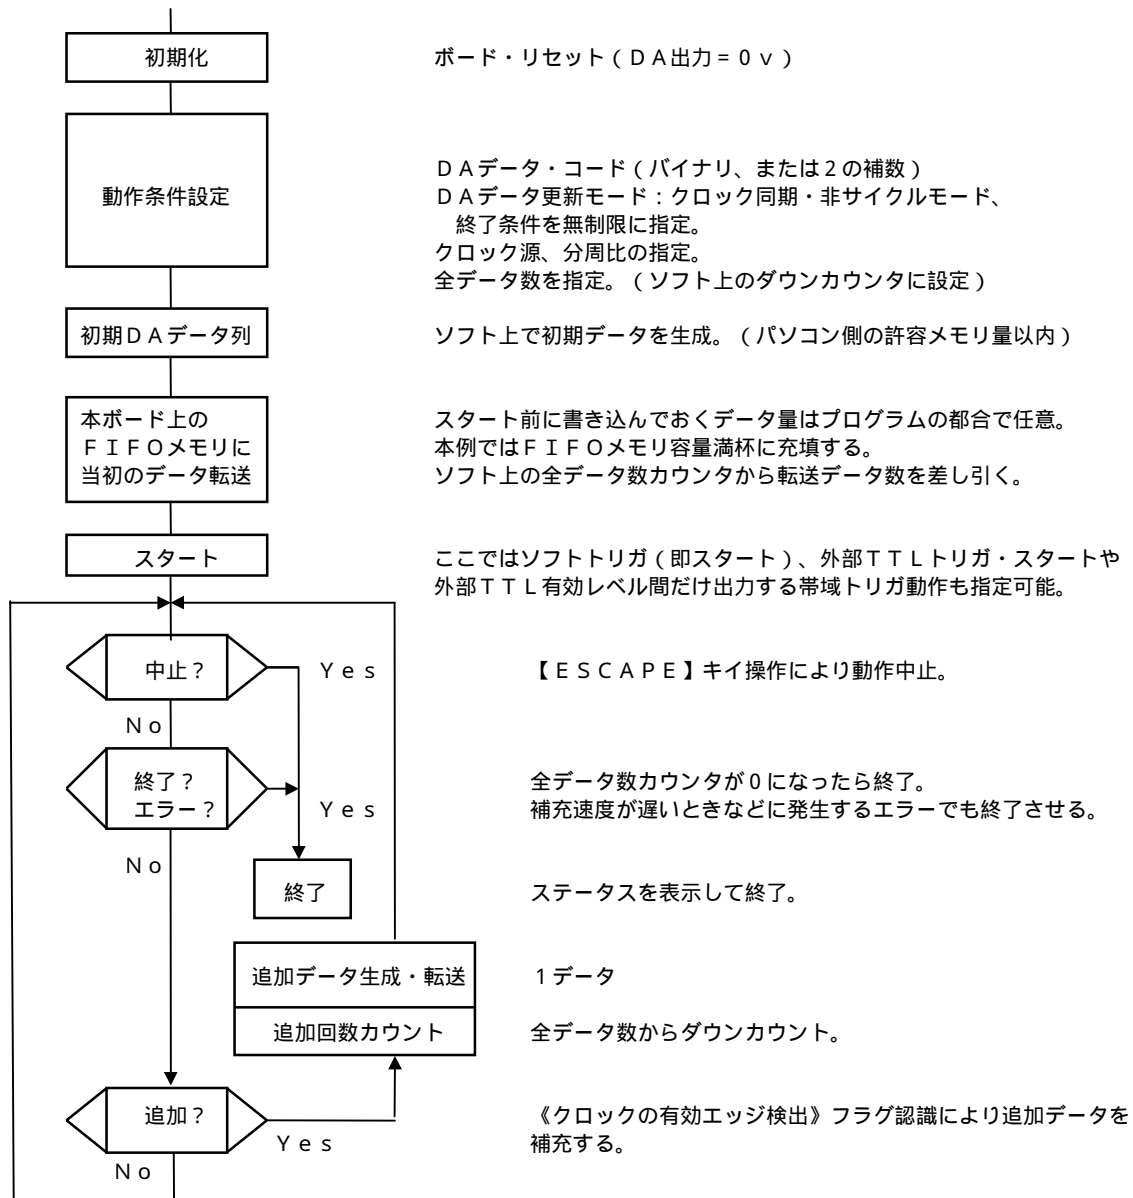 初期化
ボード・リセット（ＤＡ出力＝０ｖ）
動作条件設定
ＤＡデータ・コード（バイナリ、または２の補数）
ＤＡデータ更新モード：クロック同期・非サイクルモード、
終了条件を無制限に指定。
クロック源、分周比の指定。
全データ数を指定。（ソフト上のダウンカウンタに設定）
初期ＤＡデータ列
ソフト上で初期データを生成。（パソコン側の許容メモリ量以内）
本ボード上の
ＦＩＦＯメモリに
当初のデータ転送
スタート前に書き込んでおくデータ量はプログラムの都合で任意。
本例ではＦＩＦＯメモリ容量満杯に充填する。
ソフト上の全データ数カウンタから転送データ数を差し引く。
スタート
ここではソフトトリガ（即スタート）、外部ＴＴＬトリガ・スタートや
外部ＴＴＬ有効レベル間だけ出力する帯域トリガ動作も指定可能。
中止？
Ｙｅｓ
【ＥＳＣＡＰＥ】キイ操作により動作中止。
Ｎｏ
終了？
エラー？
Ｙｅｓ
全データ数カウンタが０になったら終了。
補充速度が遅いときなどに発生するエラーでも終了させる。
Ｎｏ
終了
ステータスを表示して終了。
追加データ生成・転送
１データ
追加回数カウント
全データ数からダウンカウント。
追加？
Ｙｅｓ
《クロックの有効エッジ検出》フラグ認識により追加データを
補充する。
Ｎｏ